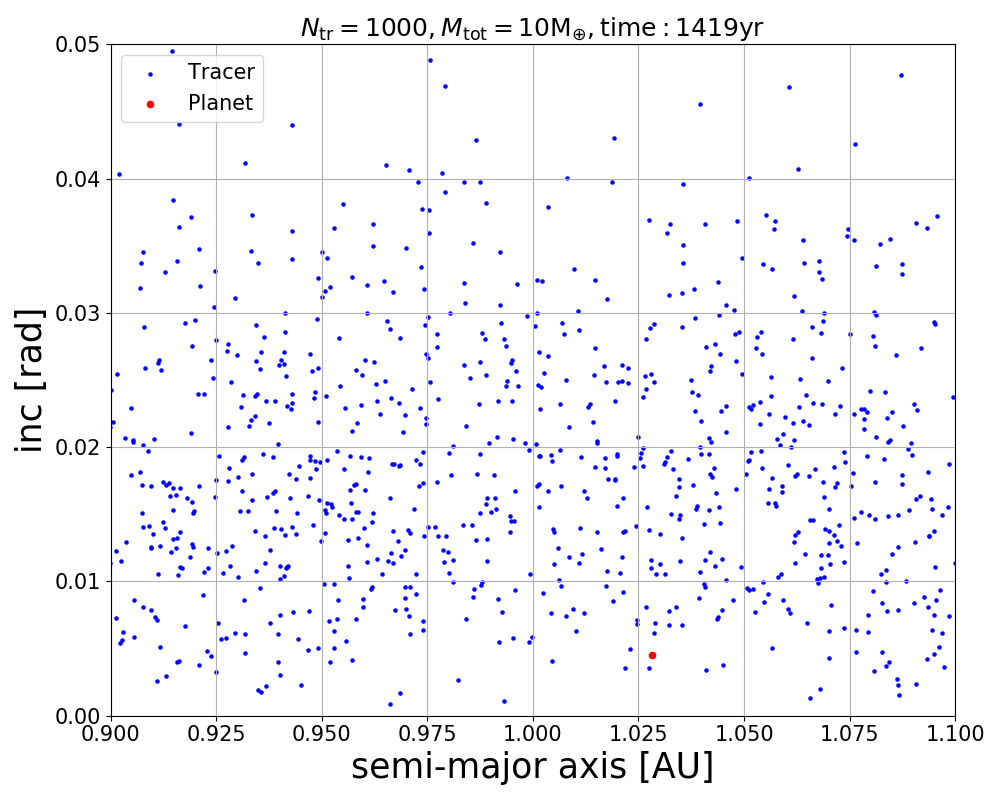 N_tr = 1000, M_tot = 10M_⊕, time : 1419yr
Tracer
Planet
0.05
0.04
0.03
0.02
0.01
0.00
inc [rad]
0.900 0.925 0.950 0.975 1.000 1.025 1.050 1.075 1.100
semi-major axis [AU]